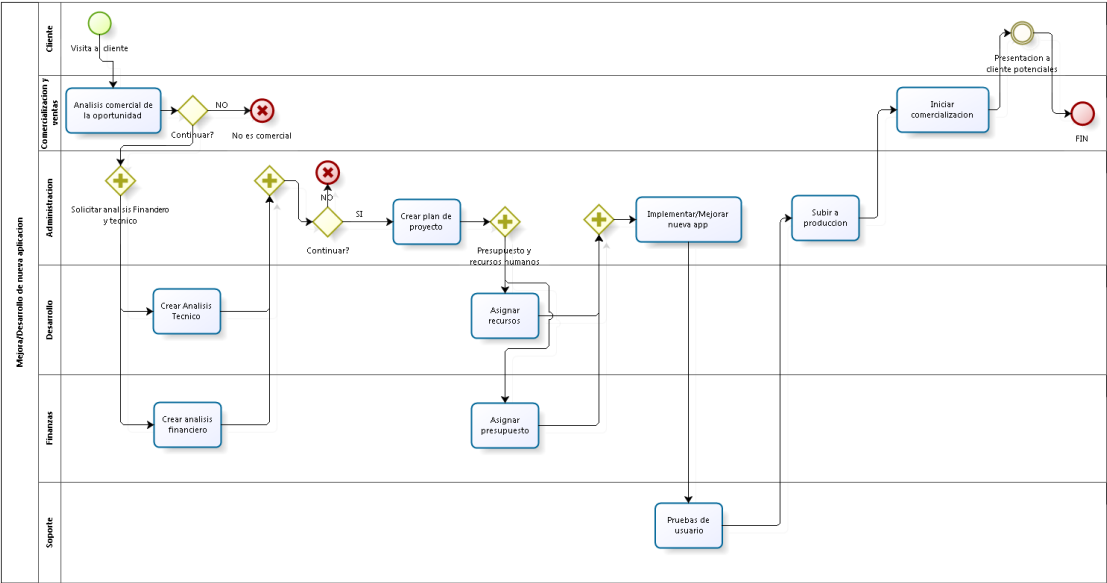 Mejora/Desarrollo de nueva aplicacion
Cliente
Visita al cliente
Presentacion a
cliente potenciales
Comercializacion y
ventas
Analisis comercial de
la oportunidad
Continuar?
NO
No es comercial
Iniciar
comercializacion
FIN
Administracion
Solicitar analisis Financiero
y tecnico
NO
Continuar?
SI
Crear plan de
proyecto
Presupuesto y
recursos humanos
Implementar/Mejorar
nueva app
Subir a
produccion
Desarrollo
Crear Analisis
Tecnico
Asignar
recursos
Finanzas
Crear analisis
financiero
Asignar
presupuesto
Soporte
Pruebas de
usuario